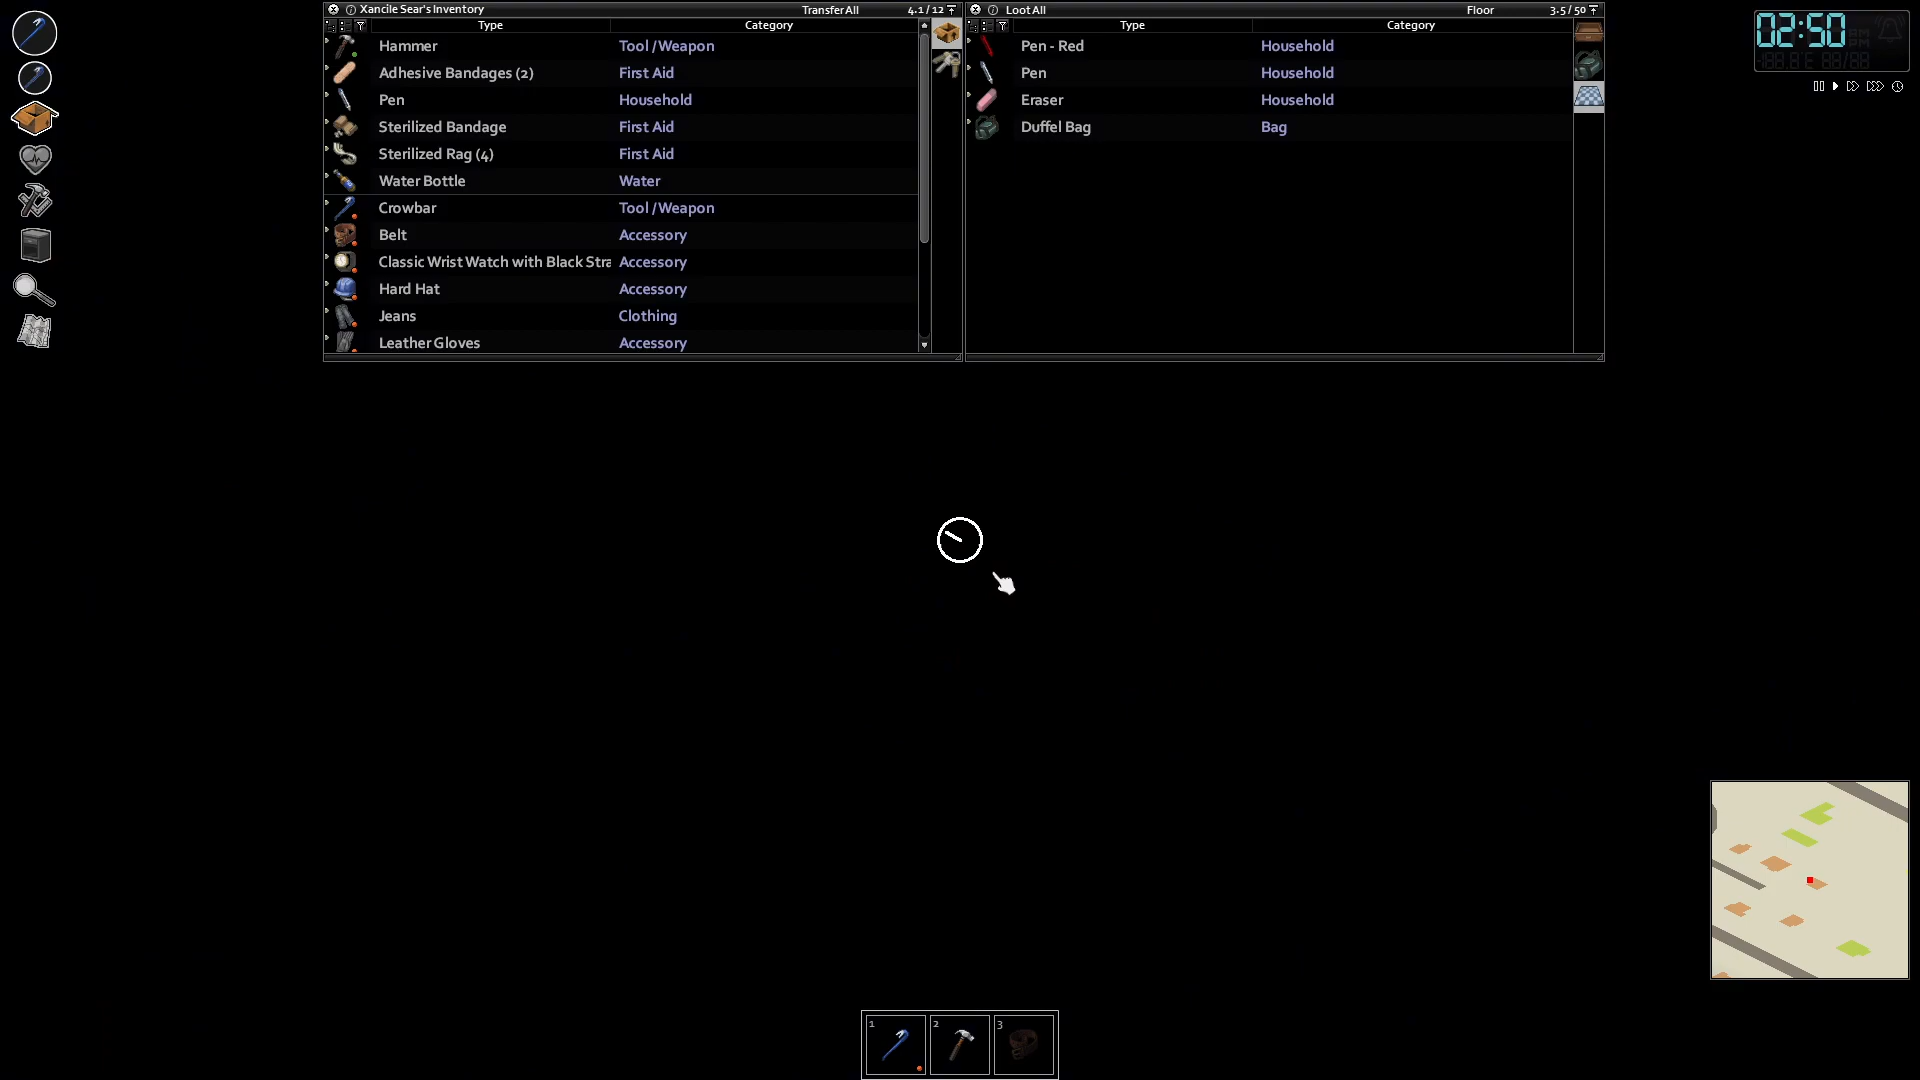 Xancile Sear's Inventory Transfer All 4.1 / 12
Type Category
Hammer Tool / Weapon
Adhesive Bandages (2) First Aid
Pen Household
Sterilized Bandage First Aid
Sterilized Rag (4) First Aid
Water Bottle Water
Crowbar Tool / Weapon
Belt Accessory
Classic Wrist Watch with Black Stra Accessory
Hard Hat Accessory
Jeans Clothing
Leather Gloves Accessory
Loot All Floor 3.5 / 50
Type Category
Pen - Red Household
Pen Household
Eraser Household
Duffel Bag Bag
02:50
1 2 3